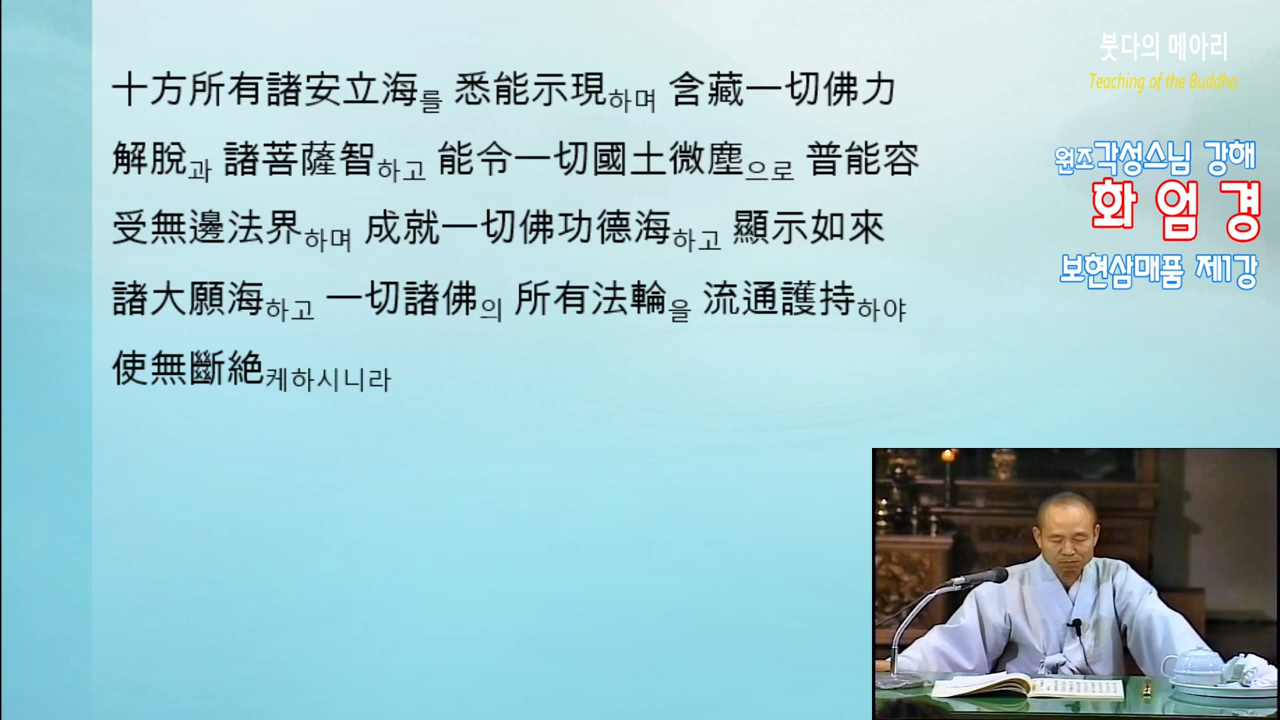 十方所有諸安立海를 悉能示現하며 含藏一切佛力
解脫과 諸菩薩智하고 能令一切國土微塵으로 普能容
受無邊法界하며 成就一切佛功德海하고 顯示如來
諸大願海하고 一切諸佛의 所有法輪을 流通護持하야
使無斷絶케하시니라
붓다의 메아리
Teaching of the Buddha
원조각성스님 강해
화엄경
보현삼매품 제1강